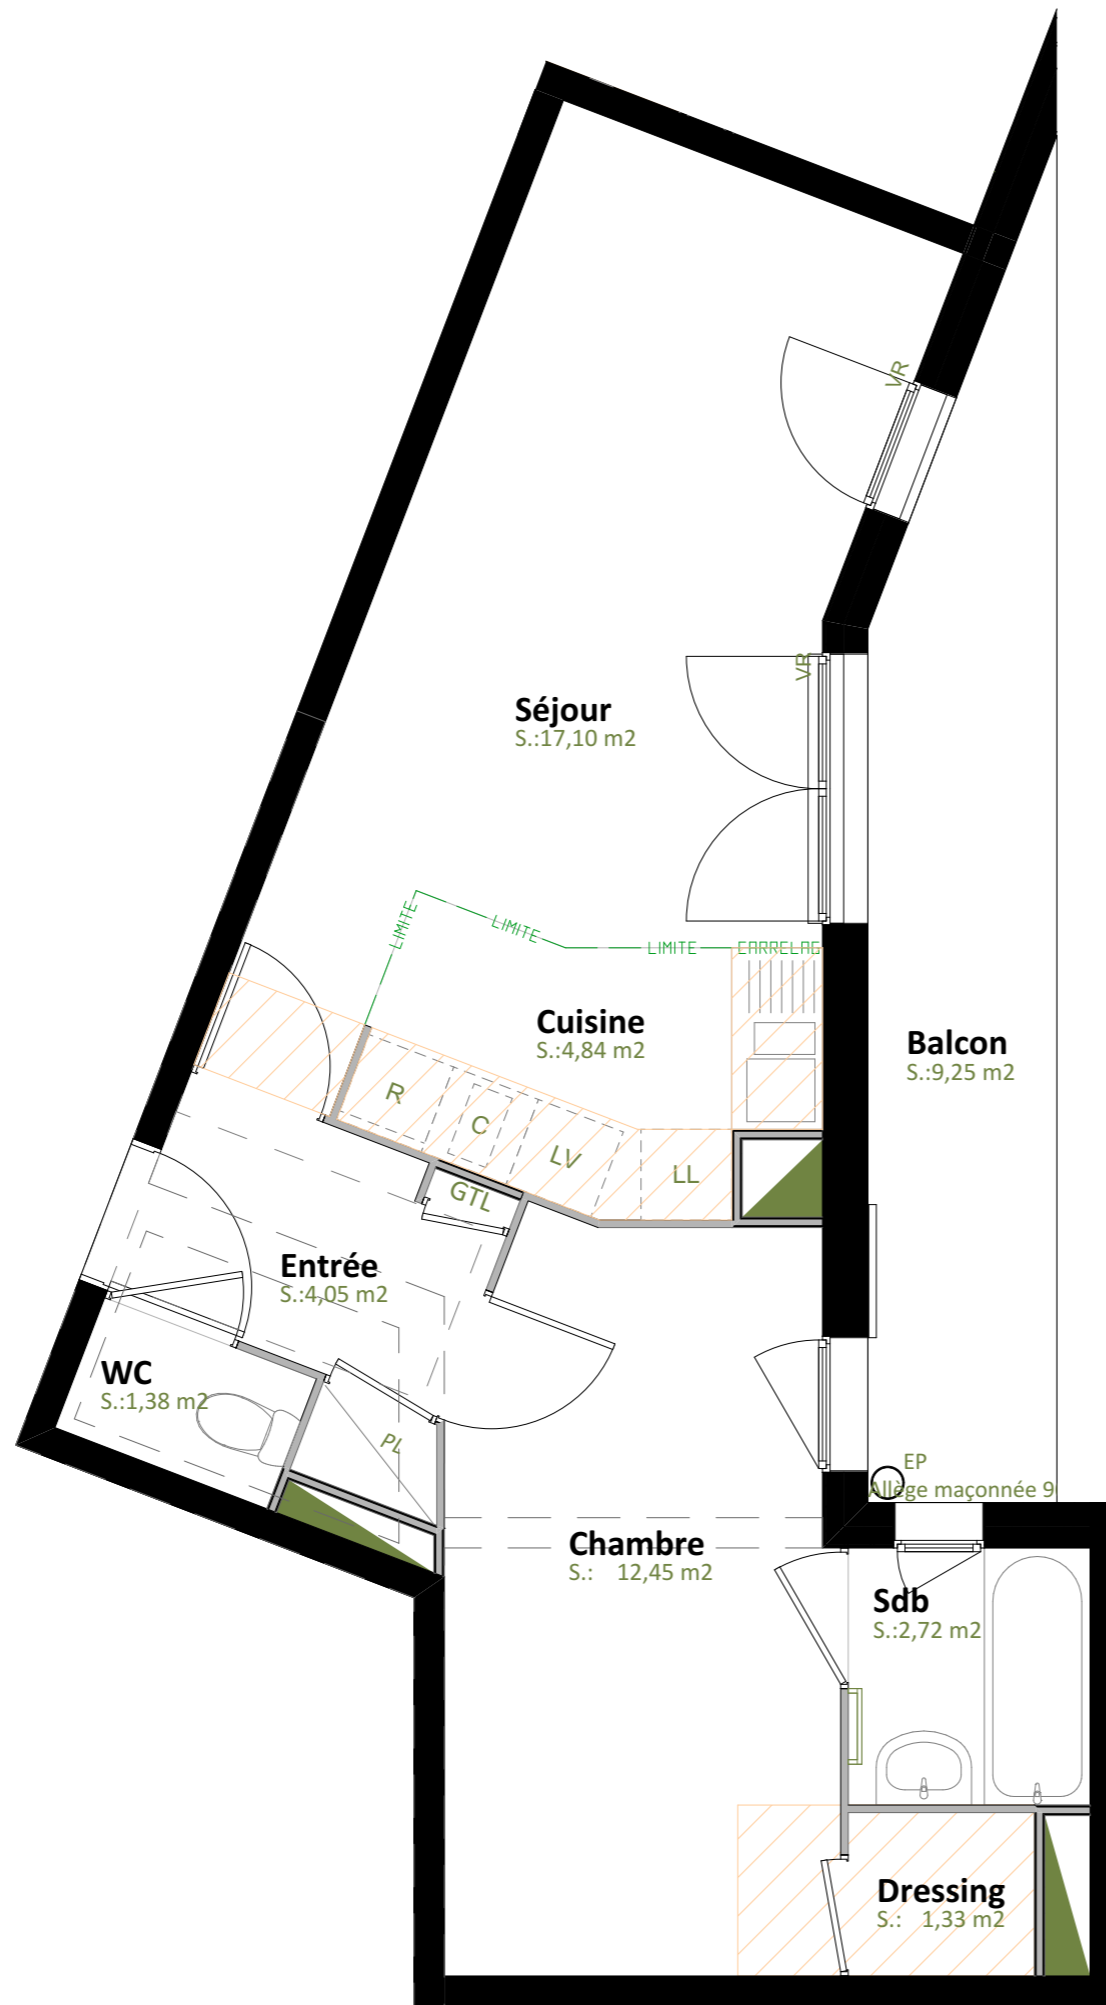 VR
VR
Séjour
S.:17,10 m2
LIMITE
LIMITE
LIMITE
CARRELAG
Cuisine
S.:4,84 m2
Balcon
S.:9,25 m2
R
C
LV
LL
GTL
Entrée
S.:4,05 m2
WC
S.:1,38 m2
PL
EP
Allège maçonnée 9
Chambre
S.: 12,45 m2
Sdb
S.:2,72 m2
Dressing
S.: 1,33 m2